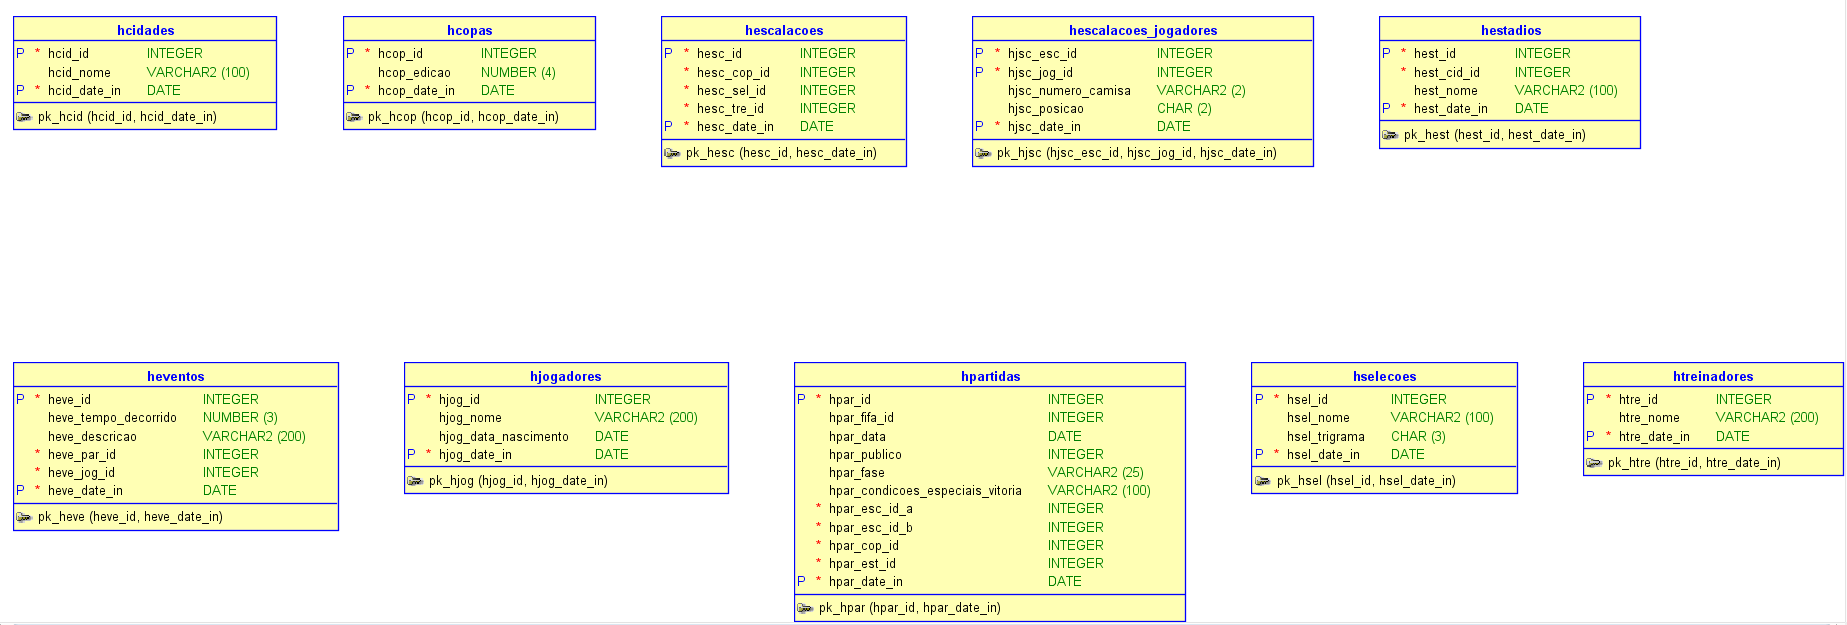 hcidades
P * hcid_id INTEGER
hcid_nome VARCHAR2 (100)
P * hcid_date_in DATE
pk_hcid (hcid_id, hcid_date_in)
hcopas
P * hcop_id INTEGER
hcop_edicao NUMBER (4)
P * hcop_date_in DATE
pk_hcop (hcop_id, hcop_date_in)
hescalacoes
P * hesc_id INTEGER
* hesc_cop_id INTEGER
* hesc_sel_id INTEGER
* hesc_tre_id INTEGER
P * hesc_date_in DATE
pk_hesc (hesc_id, hesc_date_in)
hescalacoes_jogadores
P * hjsc_esc_id INTEGER
P * hjsc_jog_id INTEGER
hjsc_numero_camisa VARCHAR2 (2)
hjsc_posicao CHAR (2)
P * hjsc_date_in DATE
pk_hjsc (hjsc_esc_id, hjsc_jog_id, hjsc_date_in)
hestadios
P * hest_id INTEGER
* hest_cid_id INTEGER
hest_nome VARCHAR2 (100)
P * hest_date_in DATE
pk_hest (hest_id, hest_date_in)
heventos
P * heve_id INTEGER
heve_tempo_decorrido NUMBER (3)
heve_descricao VARCHAR2 (200)
* heve_par_id INTEGER
* heve_jog_id INTEGER
P * heve_date_in DATE
pk_heve (heve_id, heve_date_in)
hjogadores
P * hjog_id INTEGER
hjog_nome VARCHAR2 (200)
hjog_data_nascimento DATE
P * hjog_date_in DATE
pk_hjog (hjog_id, hjog_date_in)
hpartidas
P * hpar_id INTEGER
hpar_fifa_id INTEGER
hpar_data DATE
hpar_publico INTEGER
hpar_fase VARCHAR2 (25)
hpar_condicoes_especiais_vitoria VARCHAR2 (100)
* hpar_esc_id_a INTEGER
* hpar_esc_id_b INTEGER
* hpar_cop_id INTEGER
* hpar_est_id INTEGER
P * hpar_date_in DATE
pk_hpar (hpar_id, hpar_date_in)
hselecoes
P * hsel_id INTEGER
hsel_nome VARCHAR2 (100)
hsel_trigrama CHAR (3)
P * hsel_date_in DATE
pk_hsel (hsel_id, hsel_date_in)
htreinadores
P * htre_id INTEGER
htre_nome VARCHAR2 (200)
P * htre_date_in DATE
pk_htre (htre_id, htre_date_in)